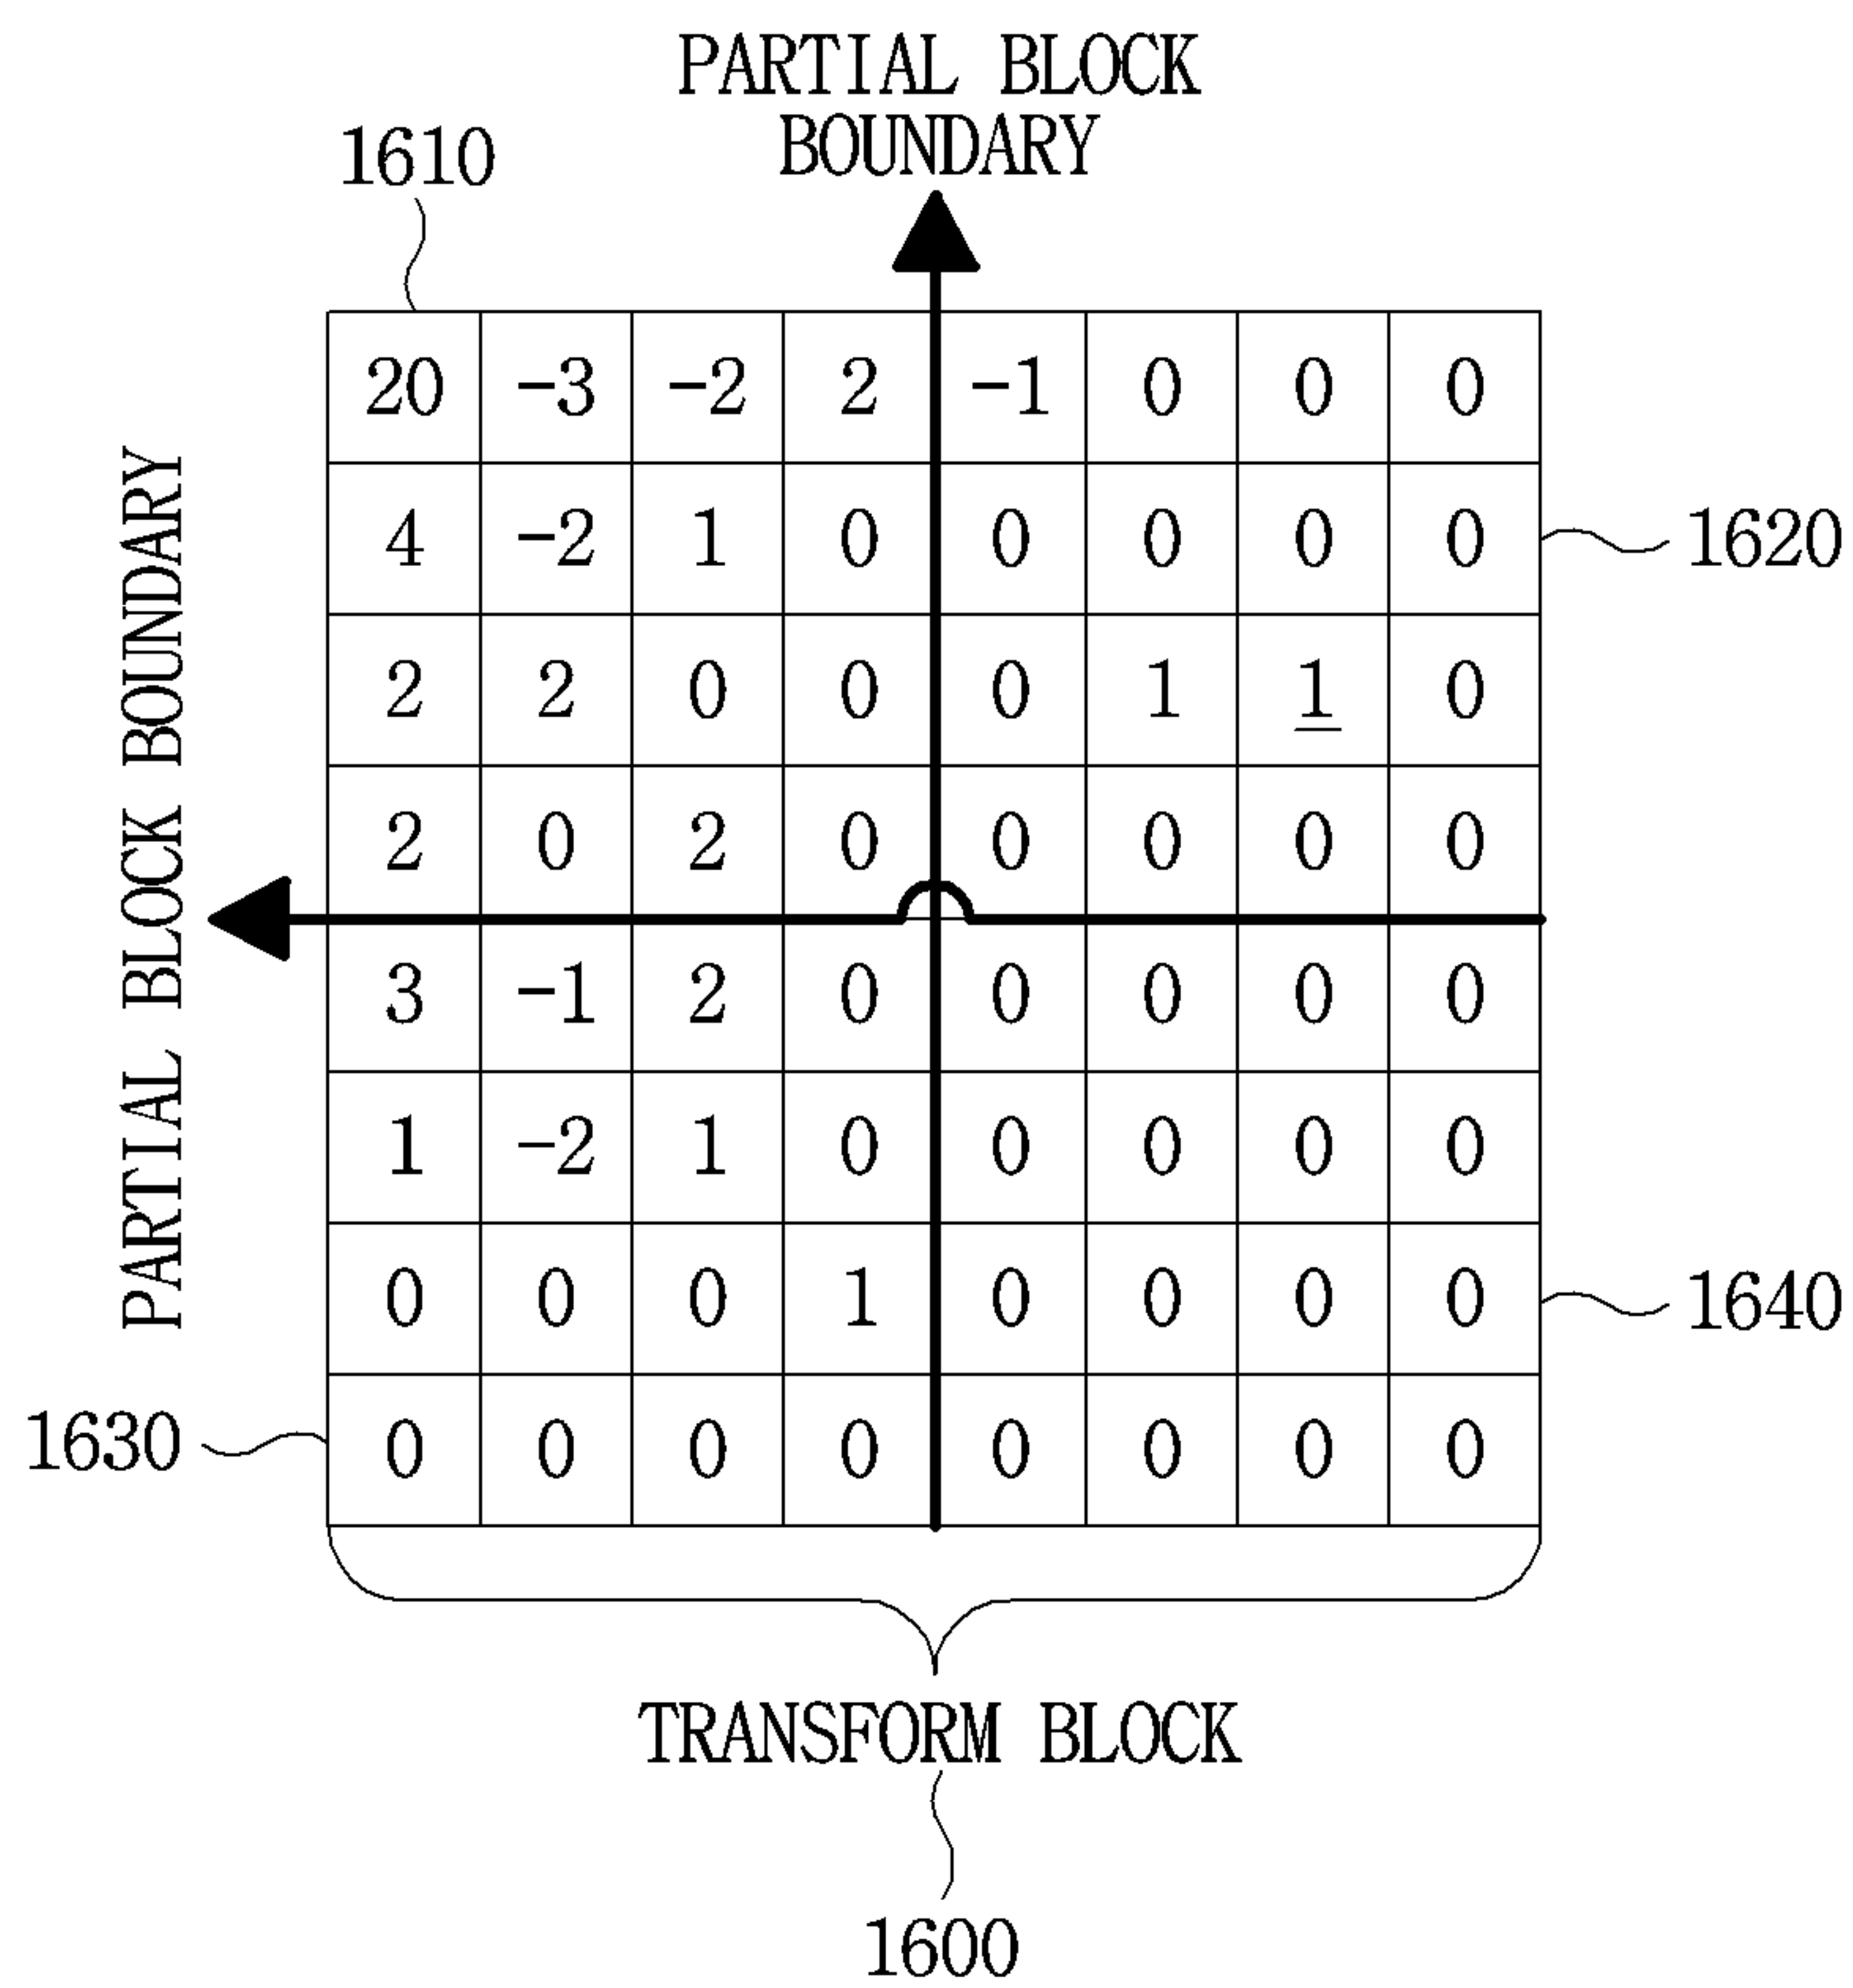 PARTIAL BLOCK
BOUNDARY
1610
PARTIAL BLOCK BOUNDARY
20 -3 -2 2 -1 0 0 0
4 -2 1 0 0 0 0 0
1620
2 2 0 0 0 1 1 0
2 0 2 0 0 0 0 0
3 -1 2 0 0 0 0 0
1 -2 1 0 0 0 0 0
0 0 0 1 0 0 0 0
1640
1630
0 0 0 0 0 0 0 0
TRANSFORM BLOCK
1600